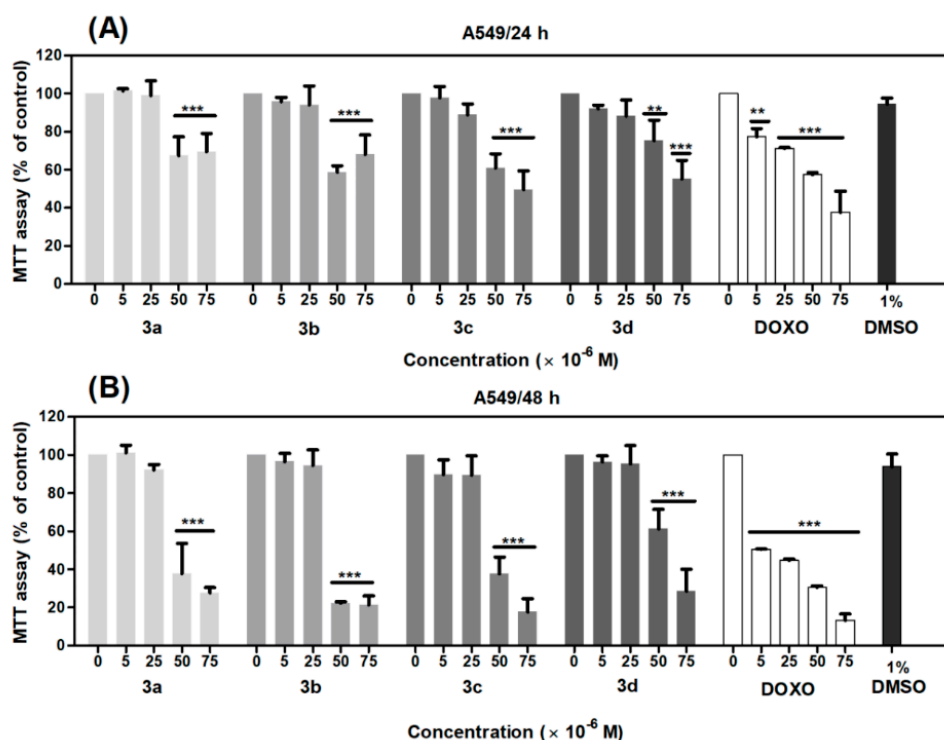 (A)
A549/24 h
MTT assay (% of control)
120
100
80
60
40
20
0
*** *** *** ** *** ** ***
0 5 25 50 75 0 5 25 50 75 0 5 25 50 75 0 5 25 50 75 0 5 25 50 75 1%
3a 3b 3c 3d DOXO DMSO
Concentration (× 10⁻⁶ M)
(B)
A549/48 h
MTT assay (% of control)
120
100
80
60
40
20
0
*** *** *** *** ***
0 5 25 50 75 0 5 25 50 75 0 5 25 50 75 0 5 25 50 75 0 5 25 50 75 1%
3a 3b 3c 3d DOXO DMSO
Concentration (× 10⁻⁶ M)